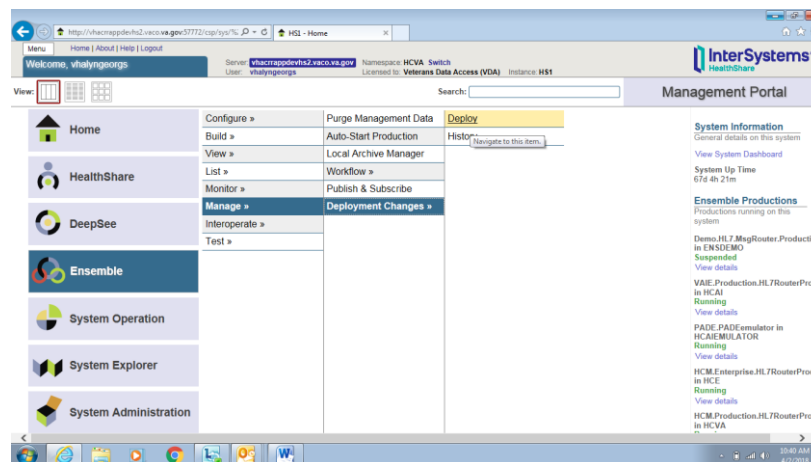 http://vhacrrappdevhs2.vaco.va.gov:57772/csp/sys/%
HS1 - Home
Menu Home | About | Help | Logout
Welcome, vhalyngeorgs
Server: vhacrrappdevhs2.vaco.va.gov Namespace: HCVA Switch
User: vhalyngeorgs Licensed to: Veterans Data Access (VDA) Instance: HS1
InterSystems
HealthShare
View:
Search:
Management Portal
Home
HealthShare
DeepSee
Ensemble
System Operation
System Explorer
System Administration
Configure »
Build »
View »
List »
Monitor »
Manage »
Interoperate »
Test »
Purge Management Data
Auto-Start Production
Local Archive Manager
Workflow »
Publish & Subscribe
Deployment Changes »
Deploy
History
Navigate to this item.
System Information
General details on this system
View System Dashboard
System Up Time
67d 4h 21m
Ensemble Productions
Productions running on this
system
Demo.HL7.MsgRouter.Producti
in ENSDEMO
Suspended
View details
VAIE.Production.HL7RouterPro
in HCAI
Running
View details
PADE.PADEemulator in
HCAIEMULATOR
Running
View details
HCM.Enterprise.HL7RouterPro
in HCE
Running
View details
HCM.Production.HL7RouterPro
in HCVA
10:40 AM